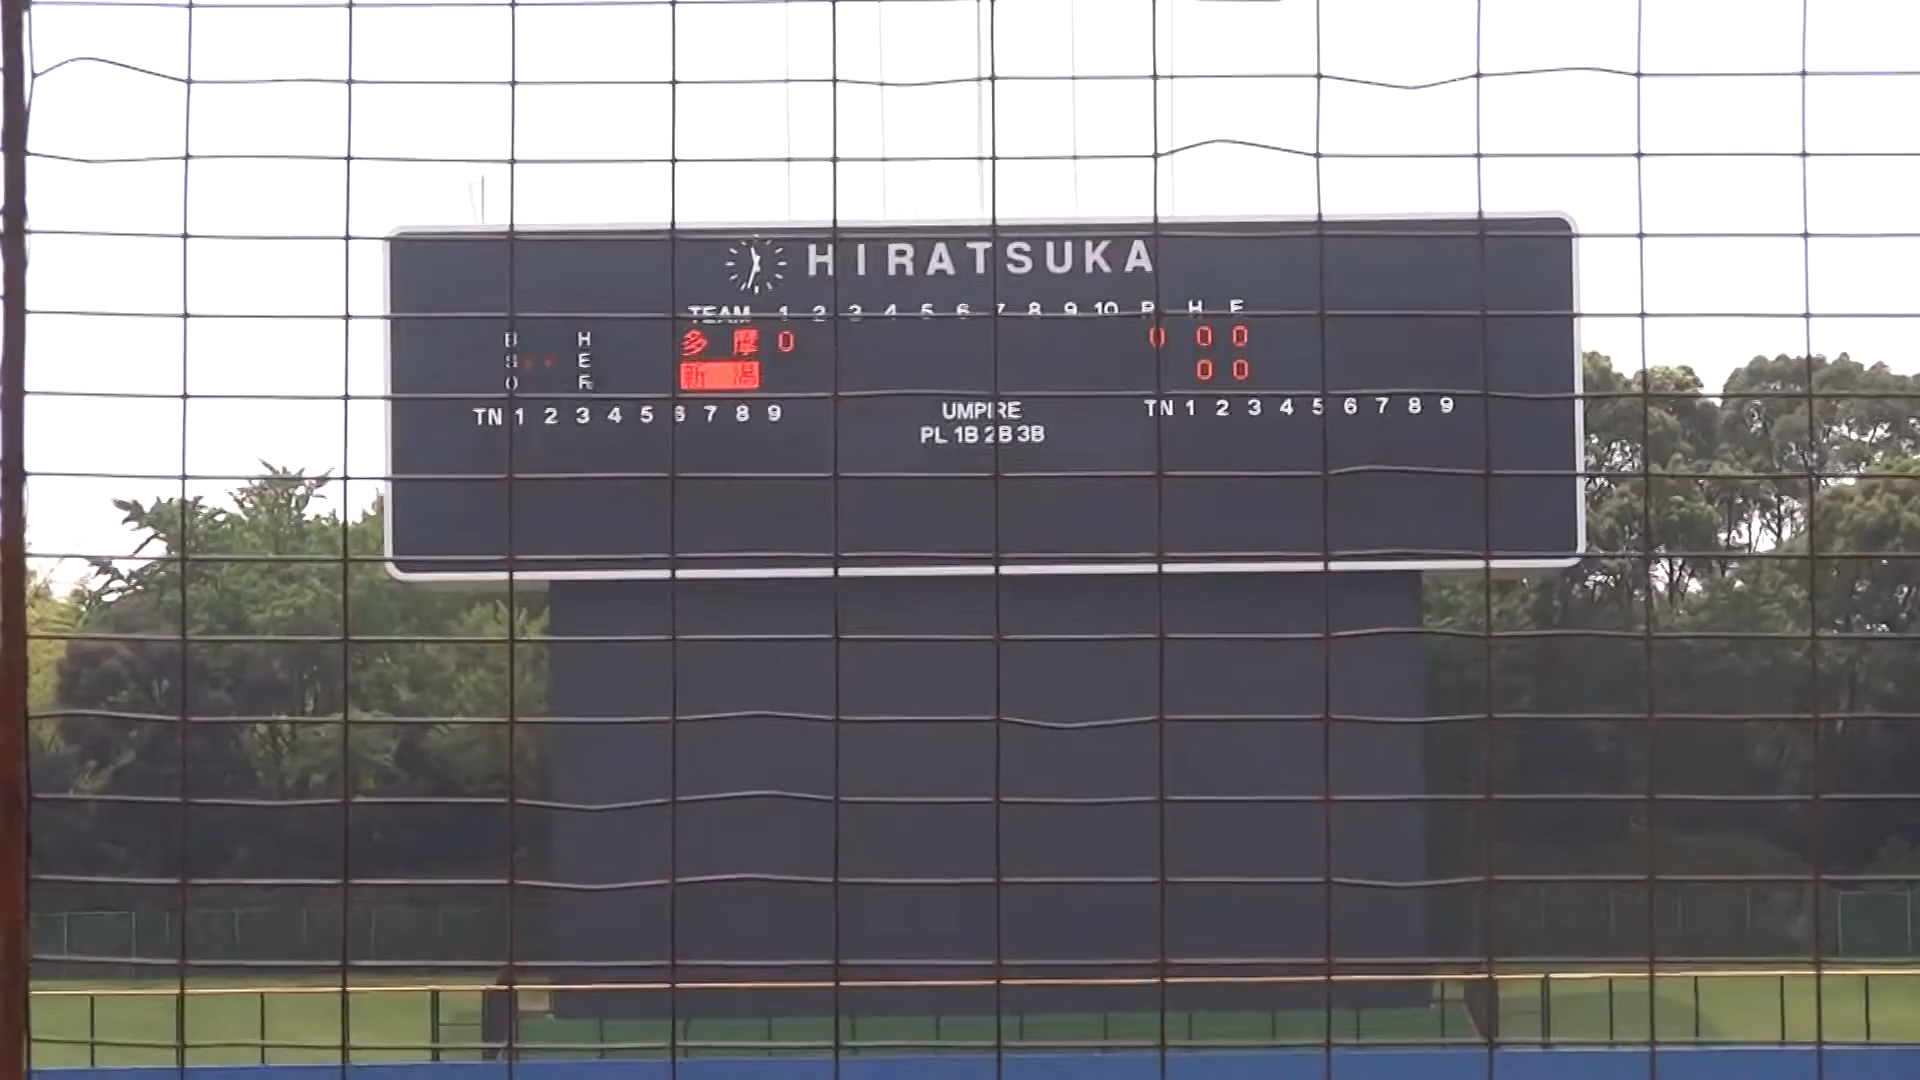 HIRATSUKA
TEAM 1 2 3 4 5 6 7 8 9 10 R H E
B H 多摩 0 0 0 0
S E 新潟 0 0
O R
TN 1 2 3 4 5 6 7 8 9 UMPIRE TN 1 2 3 4 5 6 7 8 9
PL 1B 2B 3B